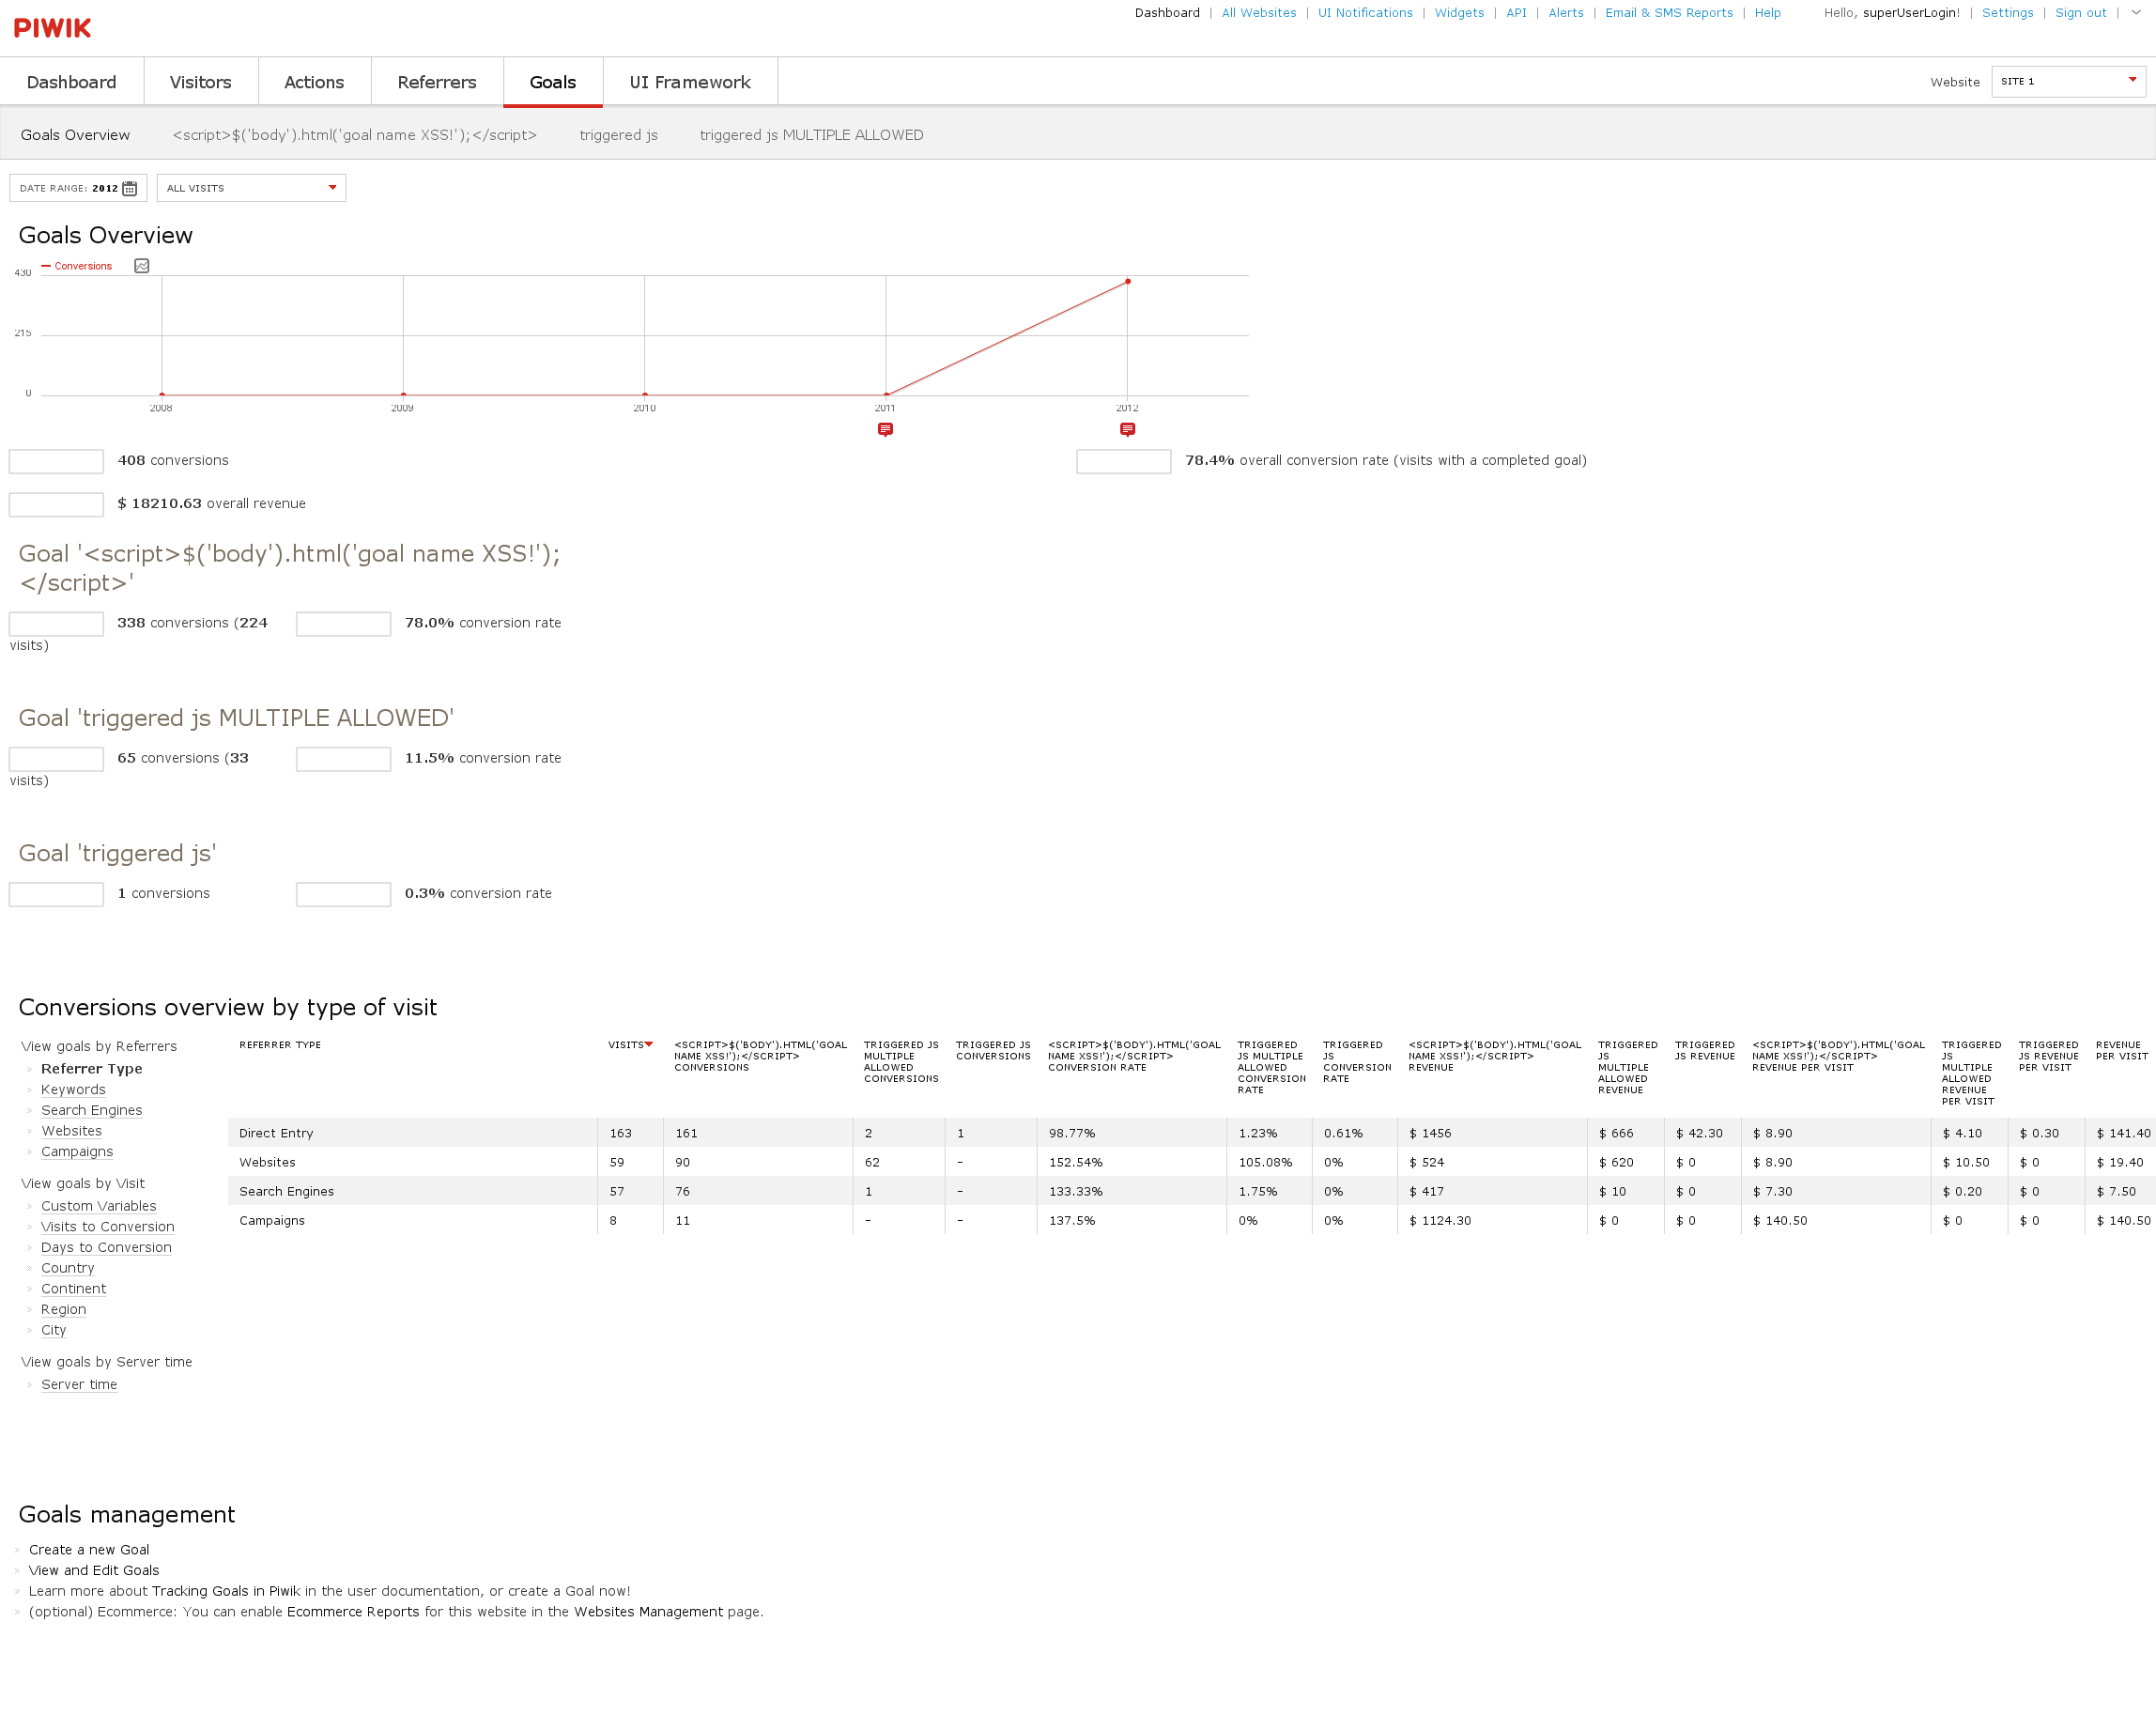 PIWIK
Dashboard | All Websites | UI Notifications | Widgets | API | Alerts | Email & SMS Reports | Help Hello, superUserLogin! | Settings | Sign out |
Dashboard Visitors Actions Referrers Goals UI Framework Website SITE 1
Goals Overview <script>$('body').html('goal name XSS!');</script> triggered js triggered js MULTIPLE ALLOWED
DATE RANGE: 2012 ALL VISITS
Goals Overview
Conversions
430
215
0
2008 2009 2010 2011 2012
408 conversions 78.4% overall conversion rate (visits with a completed goal)
$ 18210.63 overall revenue
Goal '<script>$('body').html('goal name XSS!');
</script>'
338 conversions (224 78.0% conversion rate
visits)
Goal 'triggered js MULTIPLE ALLOWED'
65 conversions (33 11.5% conversion rate
visits)
Goal 'triggered js'
1 conversions 0.3% conversion rate
Conversions overview by type of visit
View goals by Referrers
» Referrer Type
» Keywords
» Search Engines
» Websites
» Campaigns
View goals by Visit
» Custom Variables
» Visits to Conversion
» Days to Conversion
» Country
» Continent
» Region
» City
View goals by Server time
» Server time
REFERRER TYPE
VISITS
<SCRIPT>$('BODY').HTML('GOAL
NAME XSS!');</SCRIPT>
CONVERSIONS
TRIGGERED JS
MULTIPLE
ALLOWED
CONVERSIONS
TRIGGERED JS
CONVERSIONS
<SCRIPT>$('BODY').HTML('GOAL
NAME XSS!');</SCRIPT>
CONVERSION RATE
TRIGGERED
JS MULTIPLE
ALLOWED
CONVERSION
RATE
TRIGGERED
JS
CONVERSION
RATE
<SCRIPT>$('BODY').HTML('GOAL
NAME XSS!');</SCRIPT>
REVENUE
TRIGGERED
JS
MULTIPLE
ALLOWED
REVENUE
TRIGGERED
JS REVENUE
<SCRIPT>$('BODY').HTML('GOAL
NAME XSS!');</SCRIPT>
REVENUE PER VISIT
TRIGGERED
JS
MULTIPLE
ALLOWED
REVENUE
PER VISIT
TRIGGERED
JS REVENUE
PER VISIT
REVENUE
PER VISIT
Direct Entry 163 161 2 1 98.77% 1.23% 0.61% $ 1456 $ 666 $ 42.30 $ 8.90 $ 4.10 $ 0.30 $ 141.40
Websites 59 90 62 - 152.54% 105.08% 0% $ 524 $ 620 $ 0 $ 8.90 $ 10.50 $ 0 $ 19.40
Search Engines 57 76 1 - 133.33% 1.75% 0% $ 417 $ 10 $ 0 $ 7.30 $ 0.20 $ 0 $ 7.50
Campaigns 8 11 - - 137.5% 0% 0% $ 1124.30 $ 0 $ 0 $ 140.50 $ 0 $ 0 $ 140.50
Goals management
» Create a new Goal
» View and Edit Goals
» Learn more about Tracking Goals in Piwik in the user documentation, or create a Goal now!
» (optional) Ecommerce: You can enable Ecommerce Reports for this website in the Websites Management page.